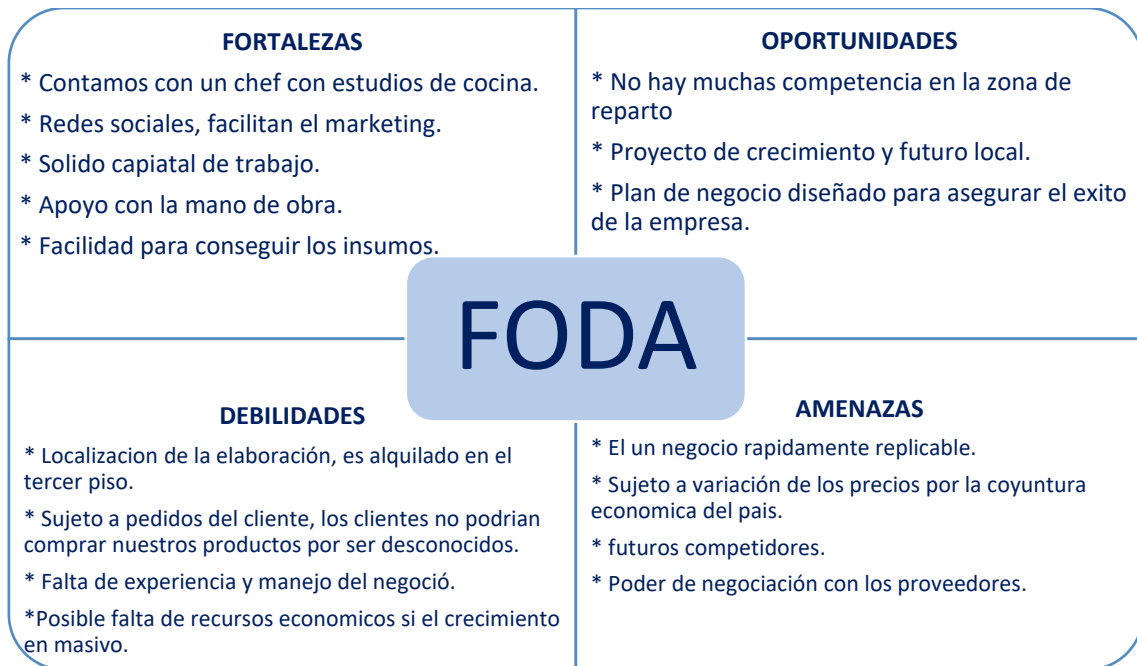 FORTALEZAS
* Contamos con un chef con estudios de cocina.
* Redes sociales, facilitan el marketing.
* Solido capiatal de trabajo.
* Apoyo con la mano de obra.
* Facilidad para conseguir los insumos.
OPORTUNIDADES
* No hay muchas competencia en la zona de
reparto
* Proyecto de crecimiento y futuro local.
* Plan de negocio diseñado para asegurar el exito
de la empresa.
FODA
DEBILIDADES
* Localizacion de la elaboración, es alquilado en el
tercer piso.
* Sujeto a pedidos del cliente, los clientes no podrian
comprar nuestros productos por ser desconocidos.
* Falta de experiencia y manejo del negoció.
*Posible falta de recursos economicos si el crecimiento
en masivo.
AMENAZAS
* El un negocio rapidamente replicable.
* Sujeto a variación de los precios por la coyuntura
economica del pais.
* futuros competidores.
* Poder de negociación con los proveedores.